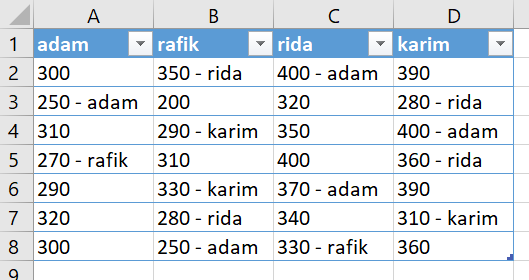 A B C D
1 adam rafik rida karim
2 300 350 - rida 400 - adam 390
3 250 - adam 200 320 280 - rida
4 310 290 - karim 350 400 - adam
5 270 - rafik 310 400 360 - rida
6 290 330 - karim 370 - adam 390
7 320 280 - rida 340 310 - karim
8 300 250 - adam 330 - rafik 360
9